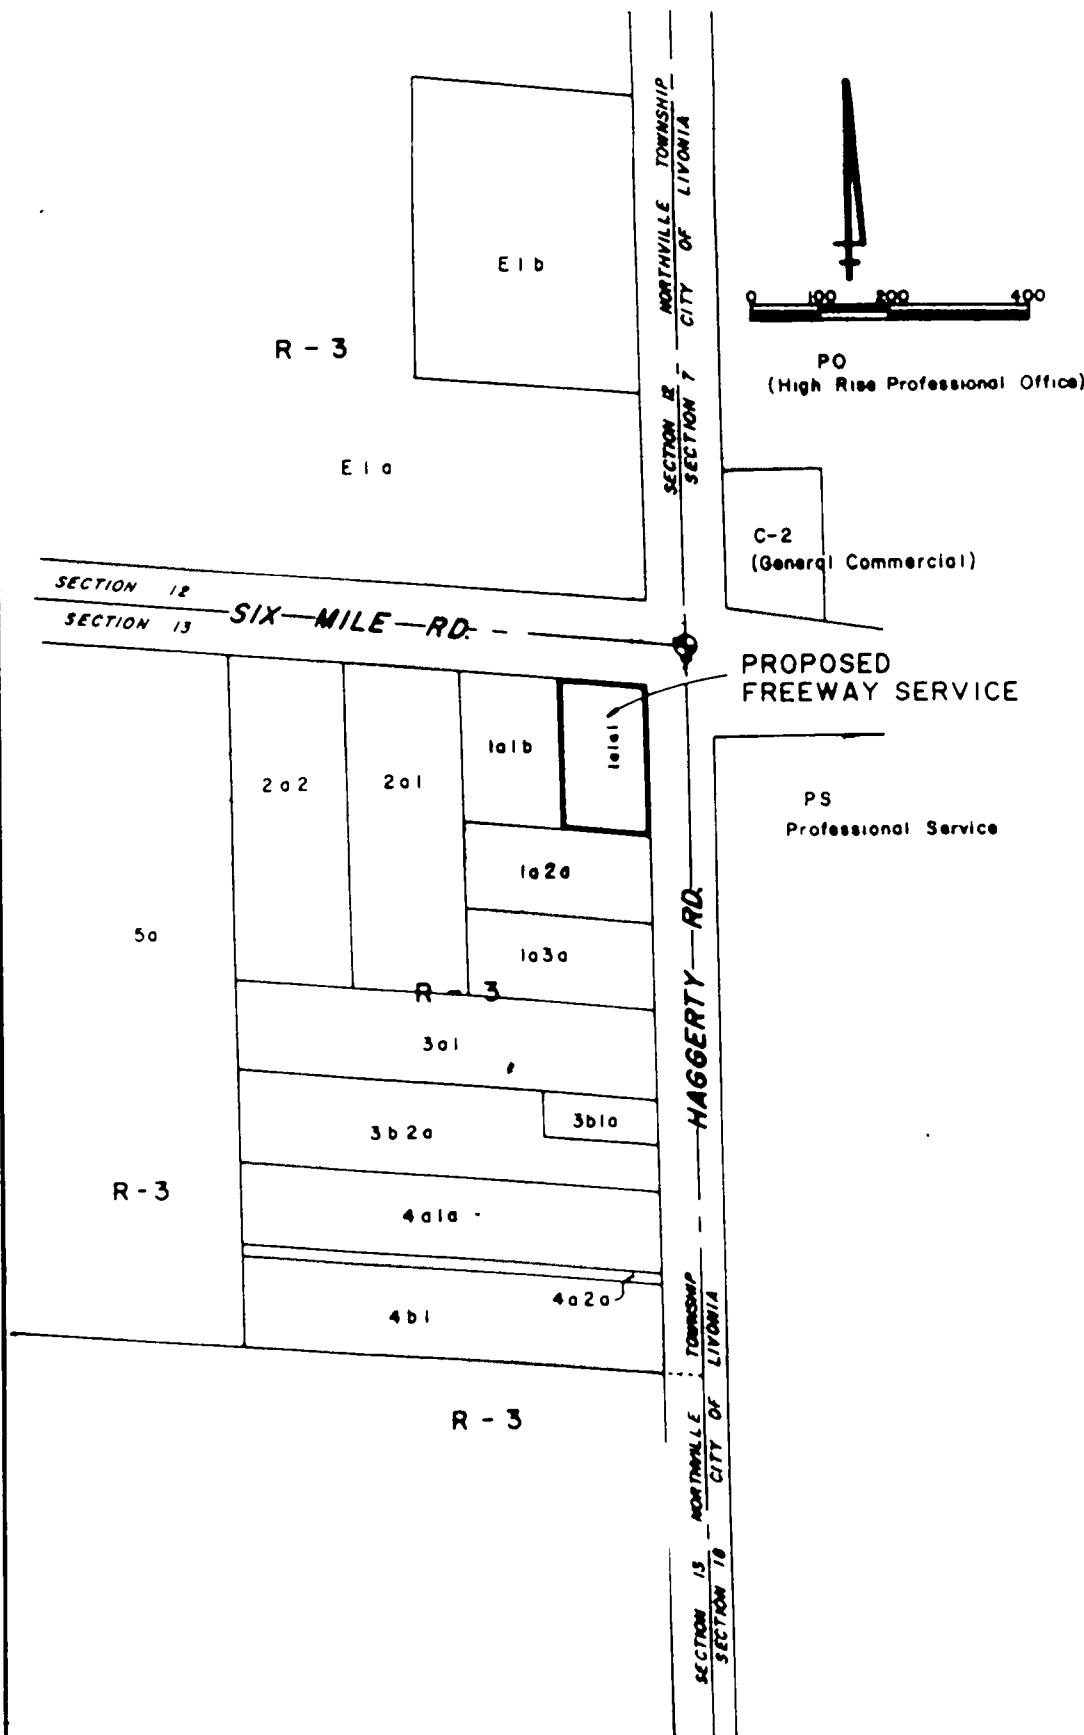 SECTION 12 NORTHVILLE TOWNSHIP
SECTION 7 CITY OF LIVONIA
E1b
R-3
0 100 200 400
PO
(High Rise Professional Office)
E1a
C-2
(General Commercial)
SECTION 12
SIX MILE RD.
SECTION 13
PROPOSED
FREEWAY SERVICE
1a1b
1a1a1
2a2
2a1
PS
Professional Service
1a2a
5a
1a3a
R-3
HAGGERTY RD.
3a1
3b1a
3b2a
R-3
4a1a
4a2a
4b1
R-3
SECTION 13 NORTHVILLE TOWNSHIP
SECTION 18 CITY OF LIVONIA